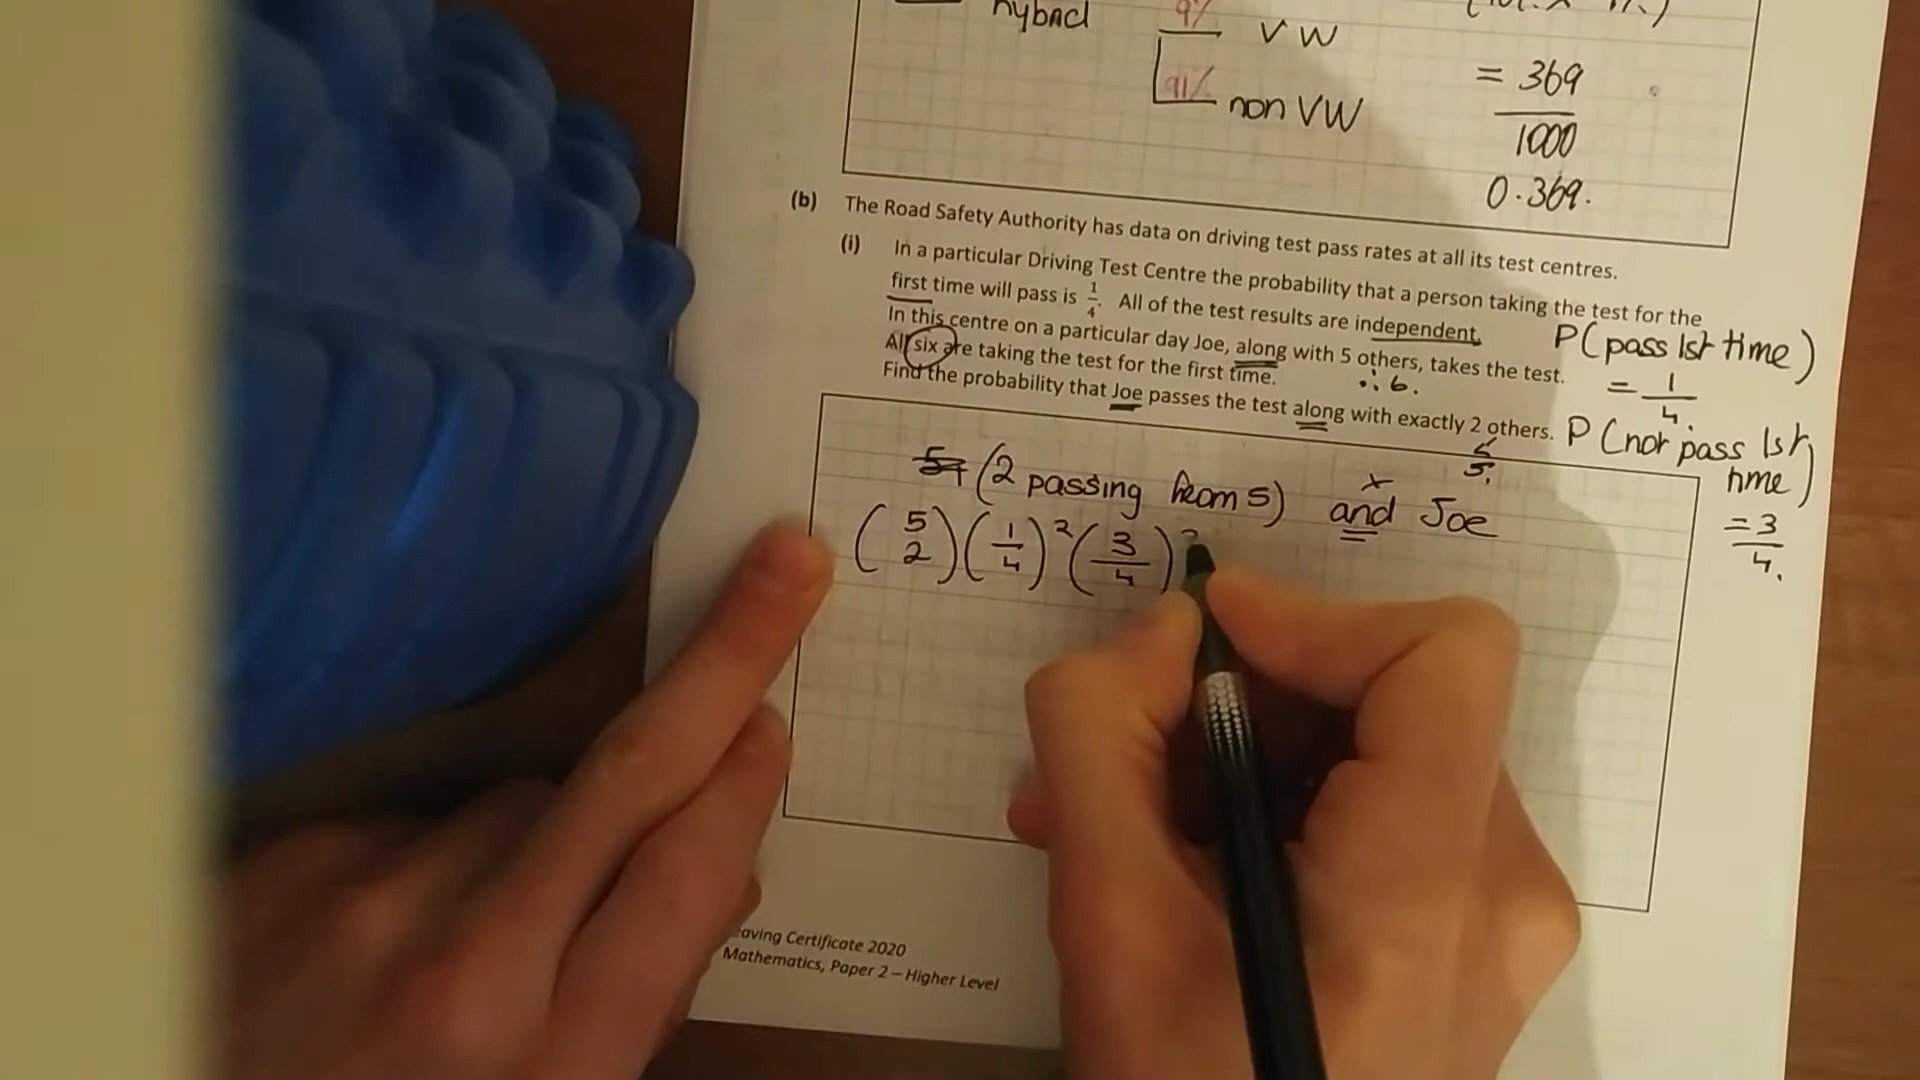 hybrid
9% VW
91% non VW
= 369
1000
0.369.
(b) The Road Safety Authority has data on driving test pass rates at all its test centres.
(i) In a particular Driving Test Centre the probability that a person taking the test for the
first time will pass is 1/4. All of the test results are independent.
In this centre on a particular day Joe, along with 5 others, takes the test.
All six are taking the test for the first time.
∴ 6.
Find the probability that Joe passes the test along with exactly 2 others.
P(pass 1st time)
= 1
4.
P(not pass 1st
time)
= 3
4.
5.
(2 passing from 5) × and Joe
(5 2)(1/4)²(3/4)
eaving Certificate 2020
Mathematics, Paper 2 – Higher Level